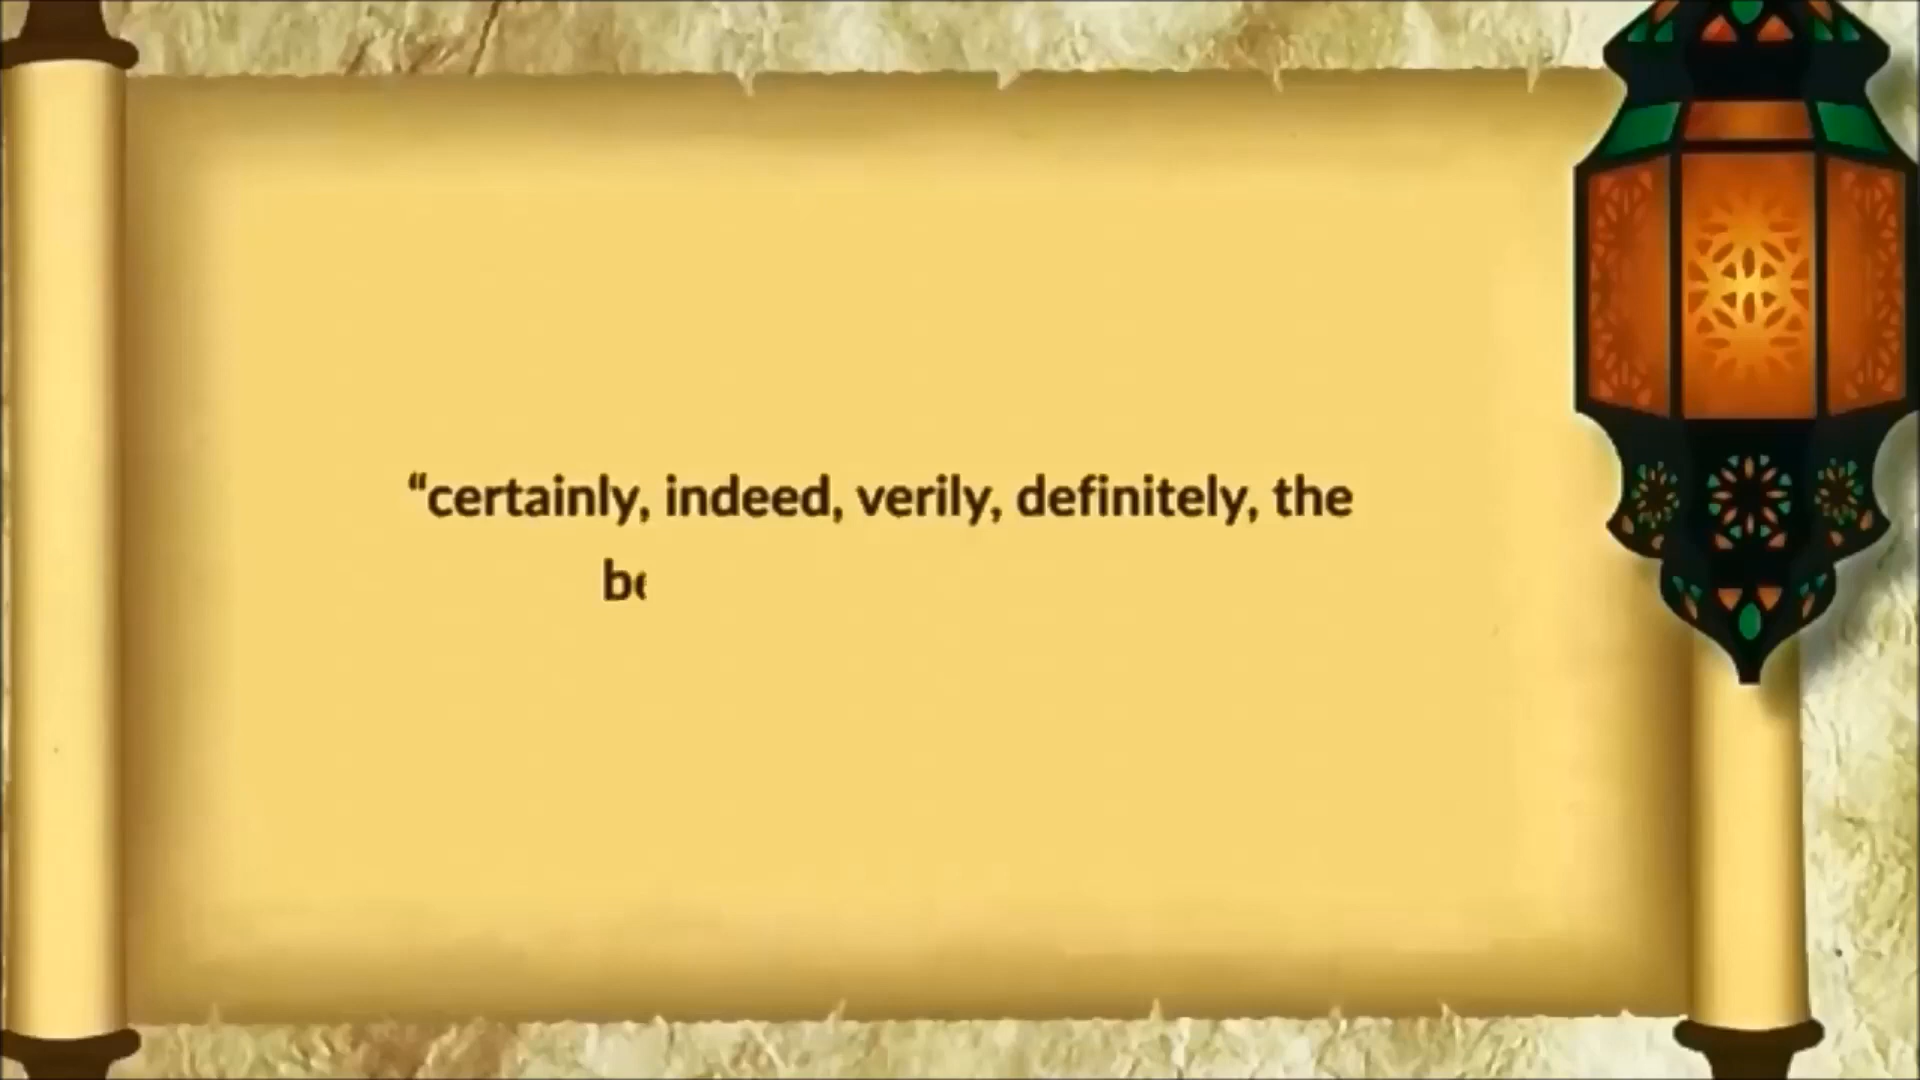 “certainly, indeed, verily, definitely, the